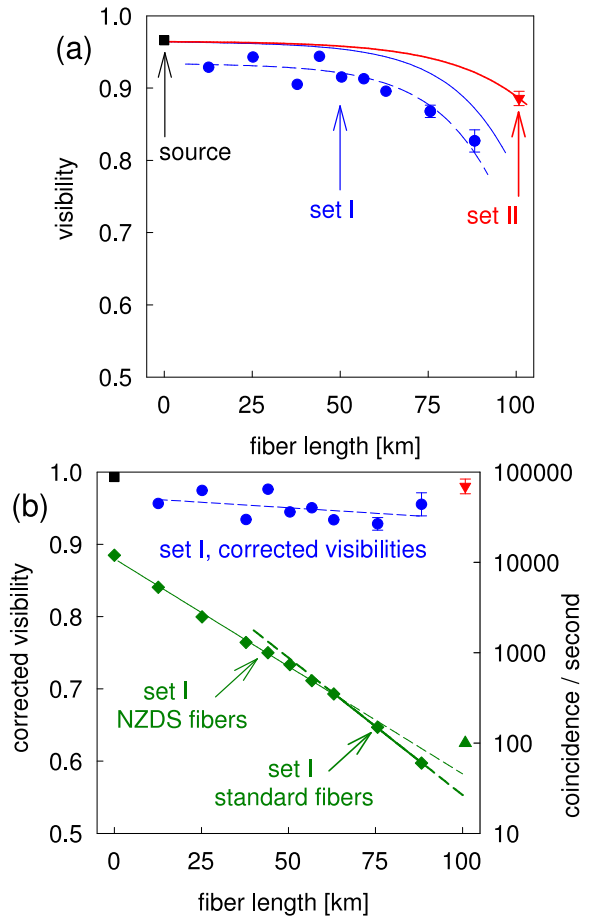 (a)
1.0
0.9
0.8
0.7
0.6
0.5
visibility
source
set I
set II
0
25
50
75
100
fiber length [km]
(b)
1.0
0.9
0.8
0.7
0.6
0.5
corrected visibility
set I, corrected visibilities
set I
NZDS fibers
set I
standard fibers
100000
10000
1000
100
10
coincidence / second
0
25
50
75
100
fiber length [km]